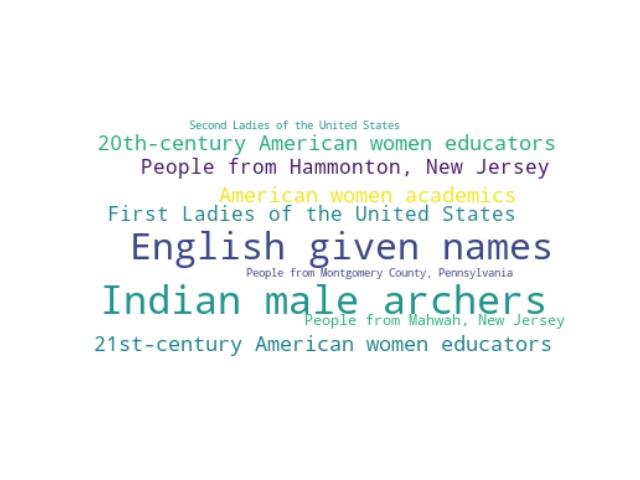 Second Ladies of the United States
20th-century American women educators
People from Hammonton, New Jersey
American women academics
First Ladies of the United States
English given names
People from Montgomery County, Pennsylvania
Indian male archers
People from Mahwah, New Jersey
21st-century American women educators